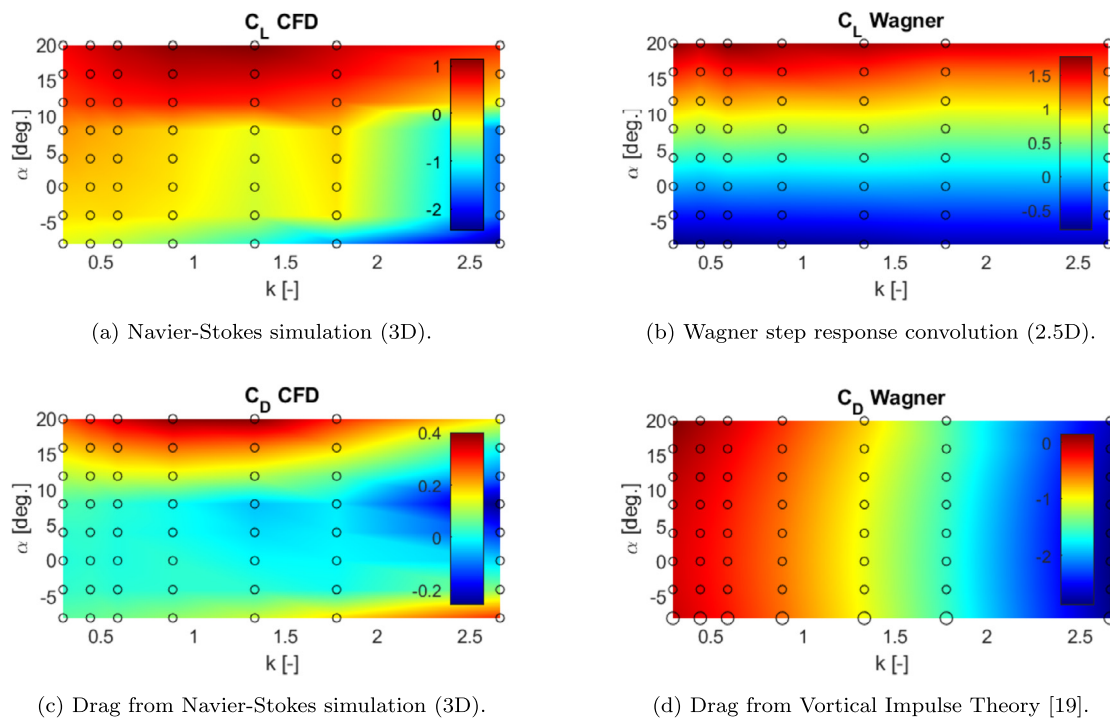 C_L CFD
20
15
10
5
0
-5
α [deg.]
1
0
-1
-2
0.5 1 1.5 2 2.5
k [-]
(a) Navier-Stokes simulation (3D).
C_L Wagner
20
15
10
5
0
-5
α [deg.]
1.5
1
0.5
0
-0.5
0.5 1 1.5 2 2.5
k [-]
(b) Wagner step response convolution (2.5D).
C_D CFD
20
15
10
5
0
-5
α [deg.]
0.4
0.2
0
-0.2
0.5 1 1.5 2 2.5
k [-]
(c) Drag from Navier-Stokes simulation (3D).
C_D Wagner
20
15
10
5
0
-5
α [deg.]
0
-1
-2
0.5 1 1.5 2 2.5
k [-]
(d) Drag from Vortical Impulse Theory [19].